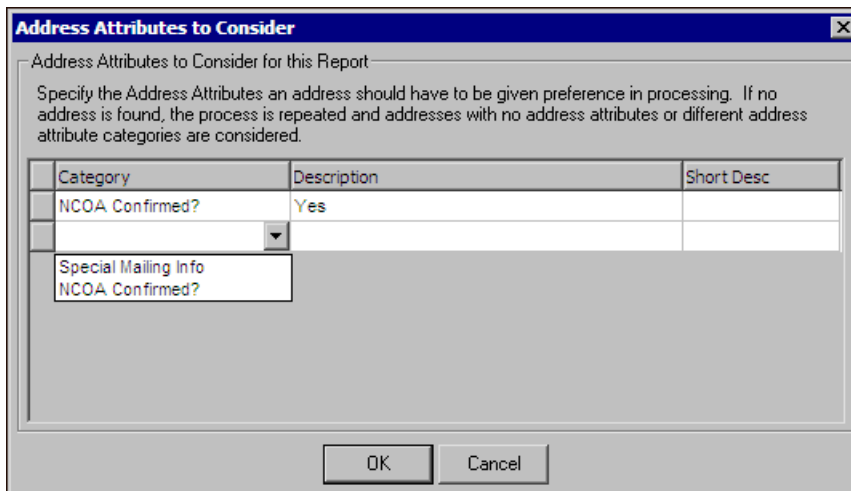 Address Attributes to Consider
Address Attributes to Consider for this Report
Specify the Address Attributes an address should have to be given preference in processing. If no
address is found, the process is repeated and addresses with no address attributes or different address
attribute categories are considered.
Category Description Short Desc
NCOA Confirmed? Yes
Special Mailing Info
NCOA Confirmed?
OK Cancel